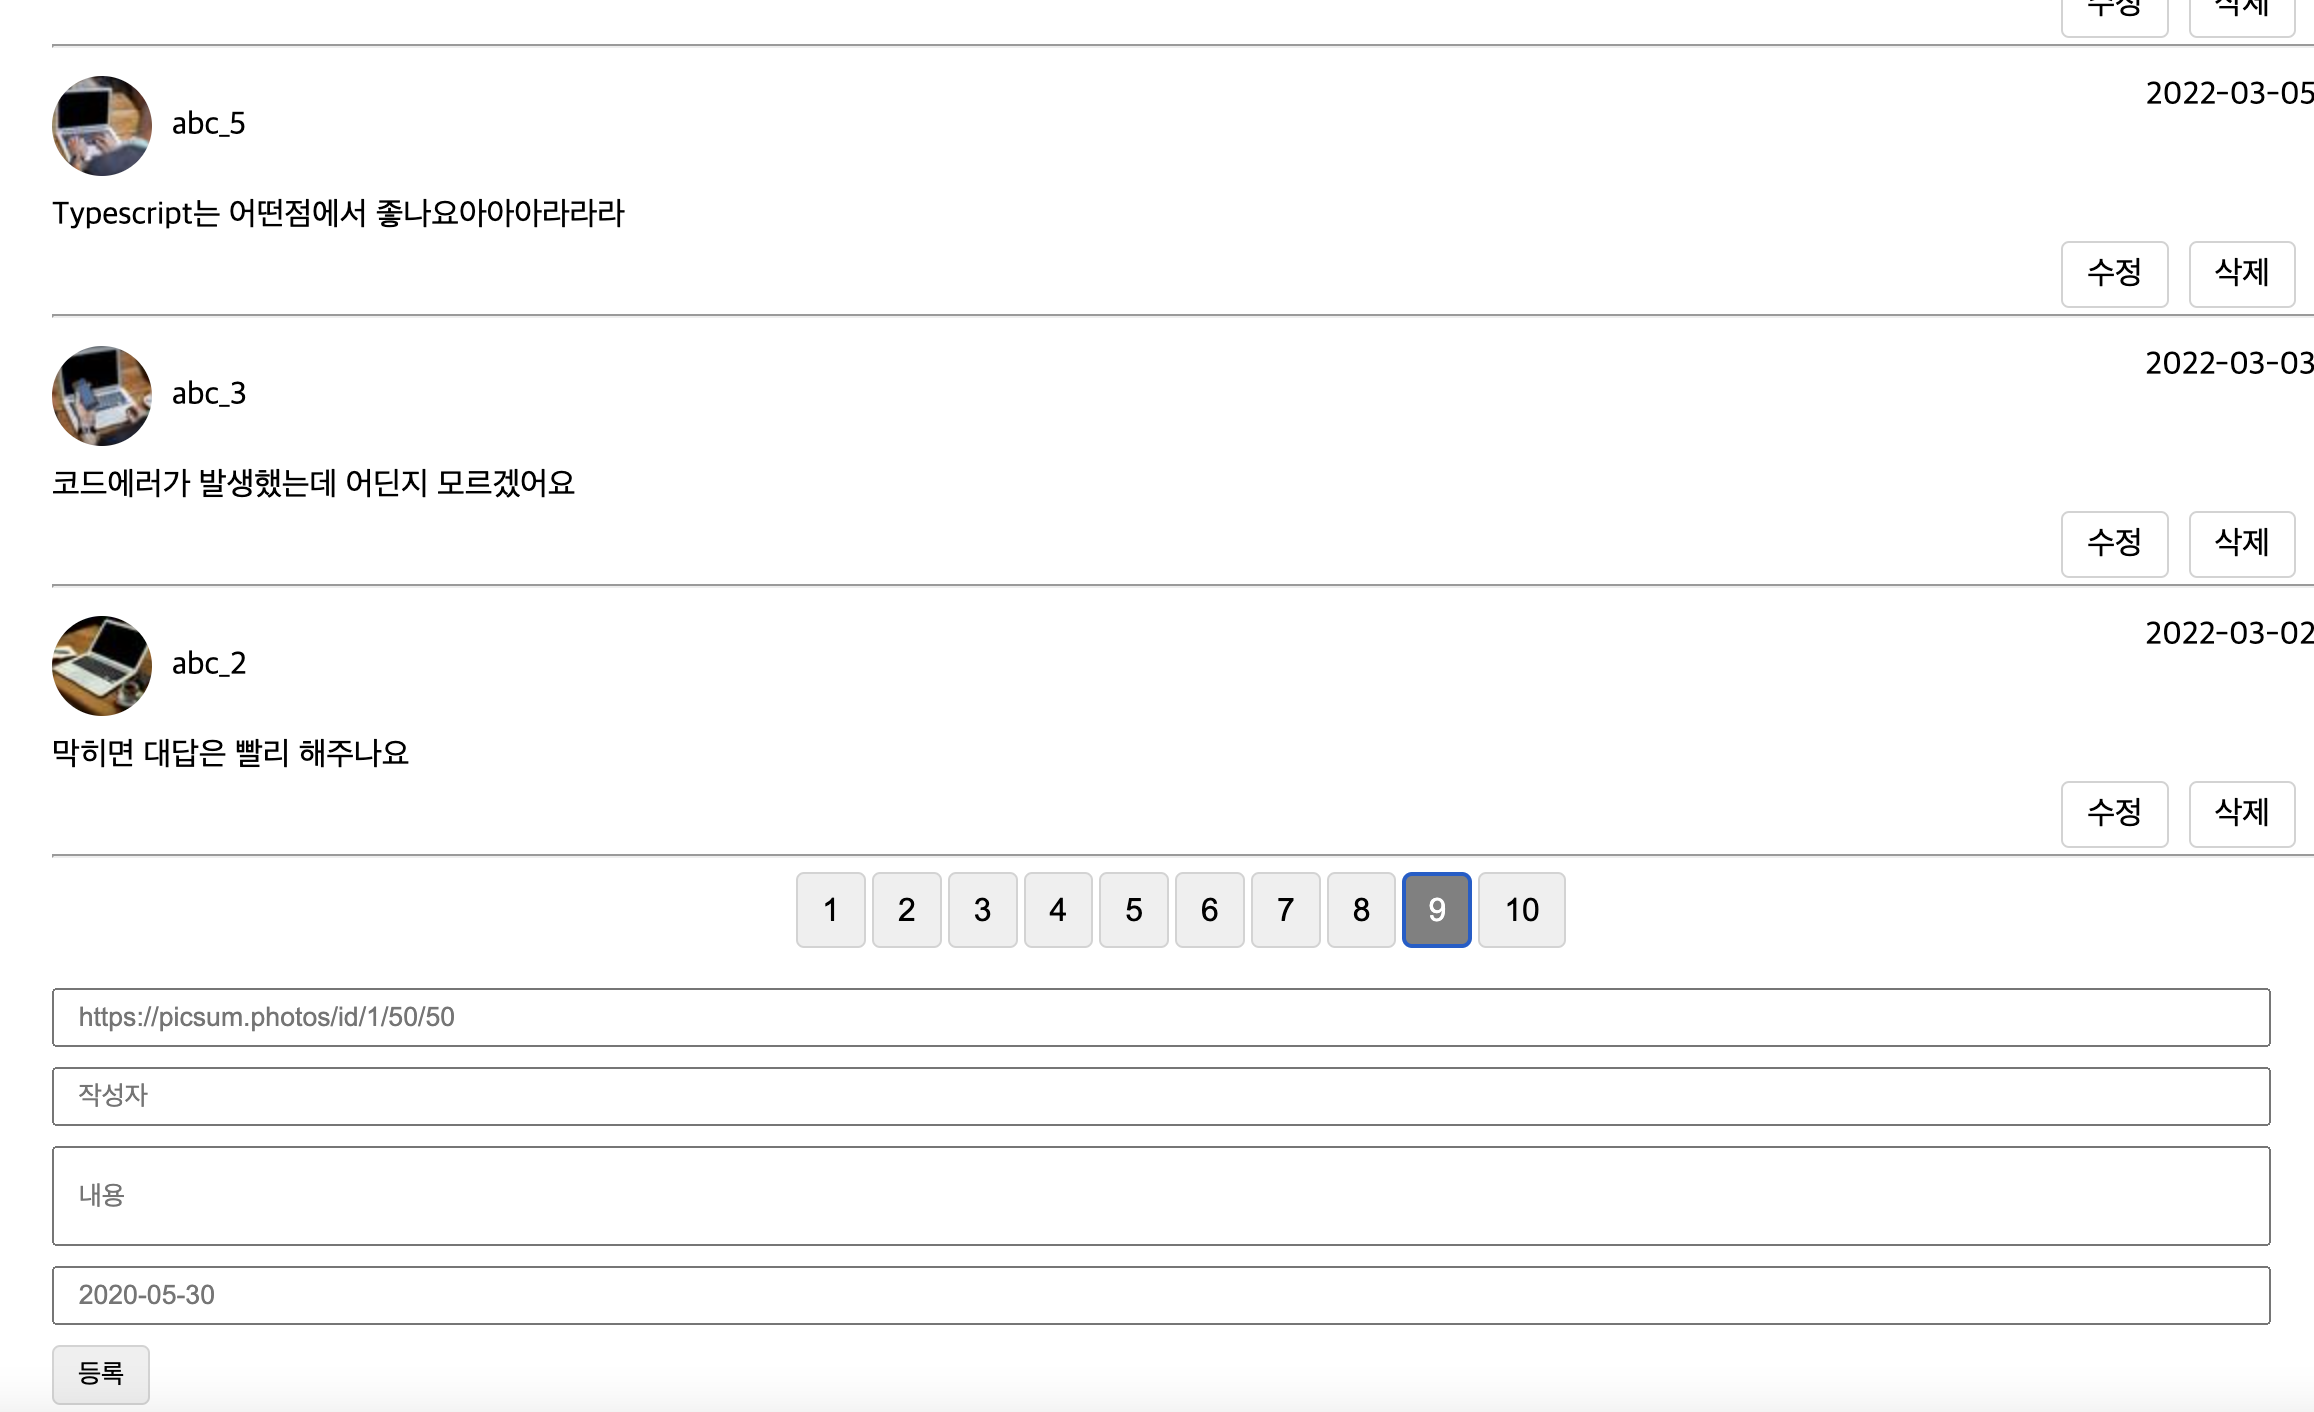 수정 삭제
abc_5 2022-03-05
Typescript는 어떤점에서 좋나요아아아라라라
수정 삭제
abc_3 2022-03-03
코드에러가 발생했는데 어딘지 모르겠어요
수정 삭제
abc_2 2022-03-02
막히면 대답은 빨리 해주나요
수정 삭제
1 2 3 4 5 6 7 8 9 10
https://picsum.photos/id/1/50/50
작성자
내용
2020-05-30
등록